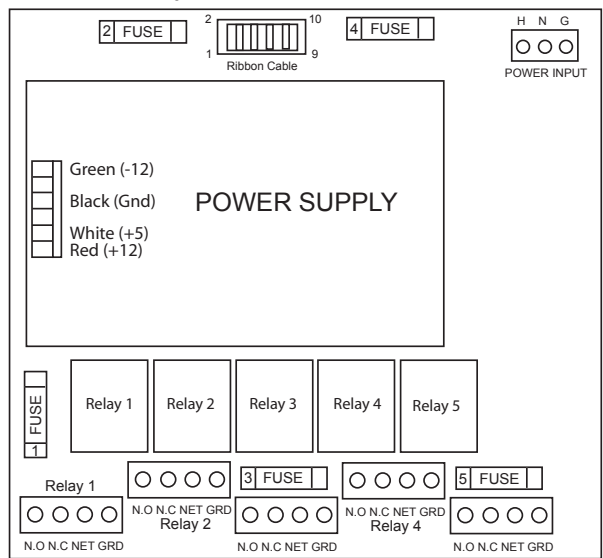 2 FUSE
2 10
1 9
Ribbon Cable
4 FUSE
H N G
POWER INPUT
Green (-12)
Black (Gnd)
White (+5)
Red (+12)
POWER SUPPLY
FUSE 1
Relay 1
Relay 2
Relay 3
Relay 4
Relay 5
Relay 1
N.O N.C NET GRD
N.O N.C NET GRD
Relay 2
3 FUSE
N.O N.C NET GRD
N.O N.C NET GRD
Relay 4
5 FUSE
N.O N.C NET GRD